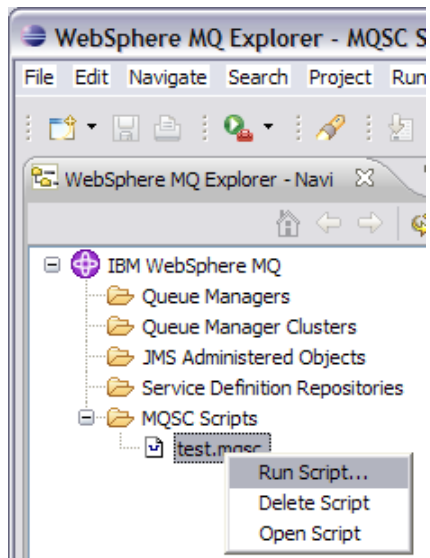 WebSphere MQ Explorer - MQSC S
File Edit Navigate Search Project Run
WebSphere MQ Explorer - Navi
IBM WebSphere MQ
Queue Managers
Queue Manager Clusters
JMS Administered Objects
Service Definition Repositories
MQSC Scripts
test.mqsc
Run Script...
Delete Script
Open Script